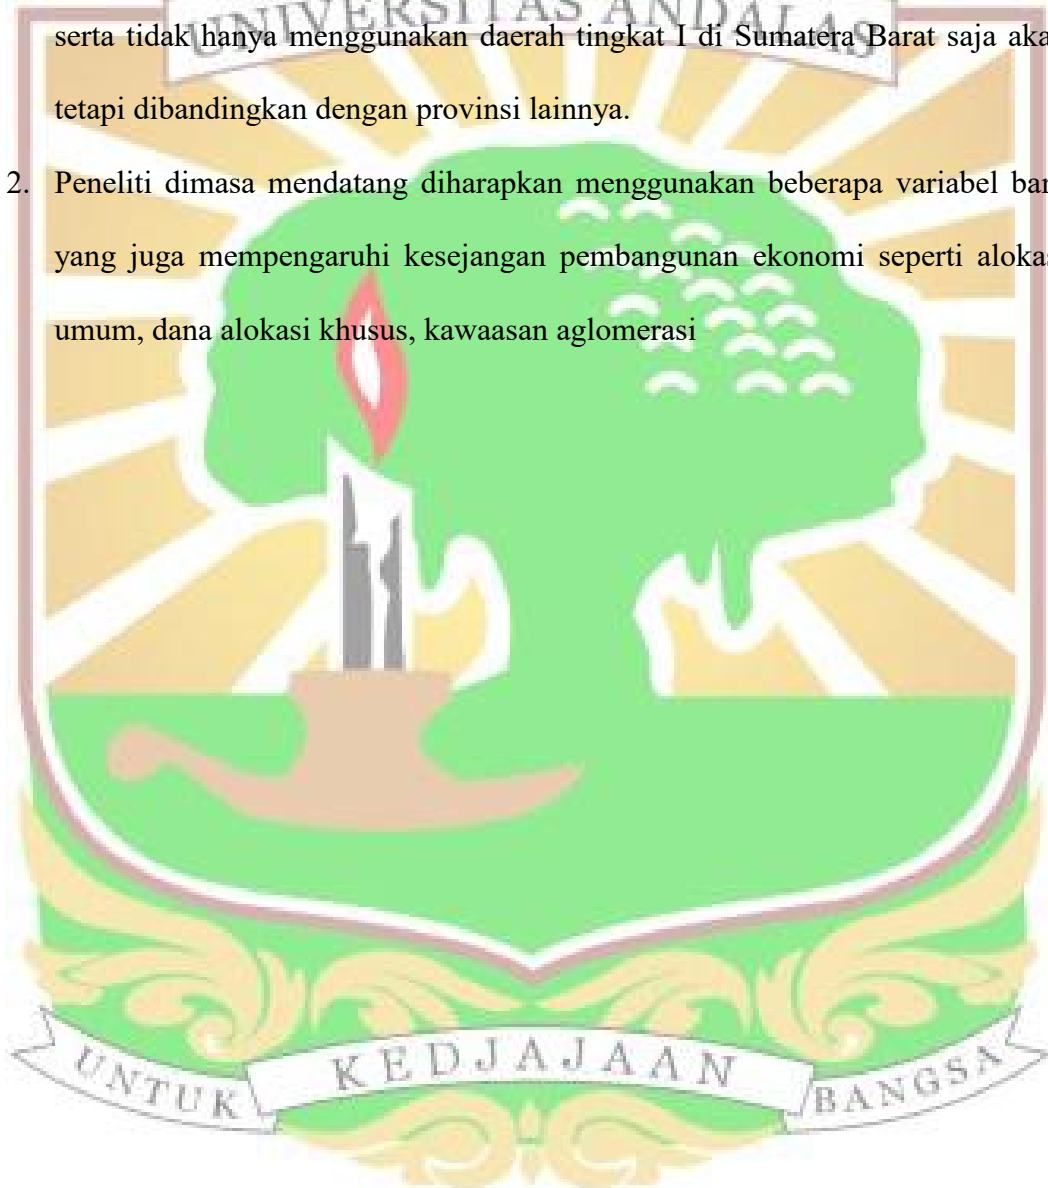 UNIVERSITAS ANDALAS
serta tidak hanya menggunakan daerah tingkat I di Sumatera Barat saja aka
tetapi dibandingkan dengan provinsi lainnya.
2. Peneliti dimasa mendatang diharapkan menggunakan beberapa variabel bar
yang juga mempengaruhi kesejangan pembangunan ekonomi seperti alokas
umum, dana alokasi khusus, kawaasan aglomerasi
UNTUK KEDJAJAAN BANGSA